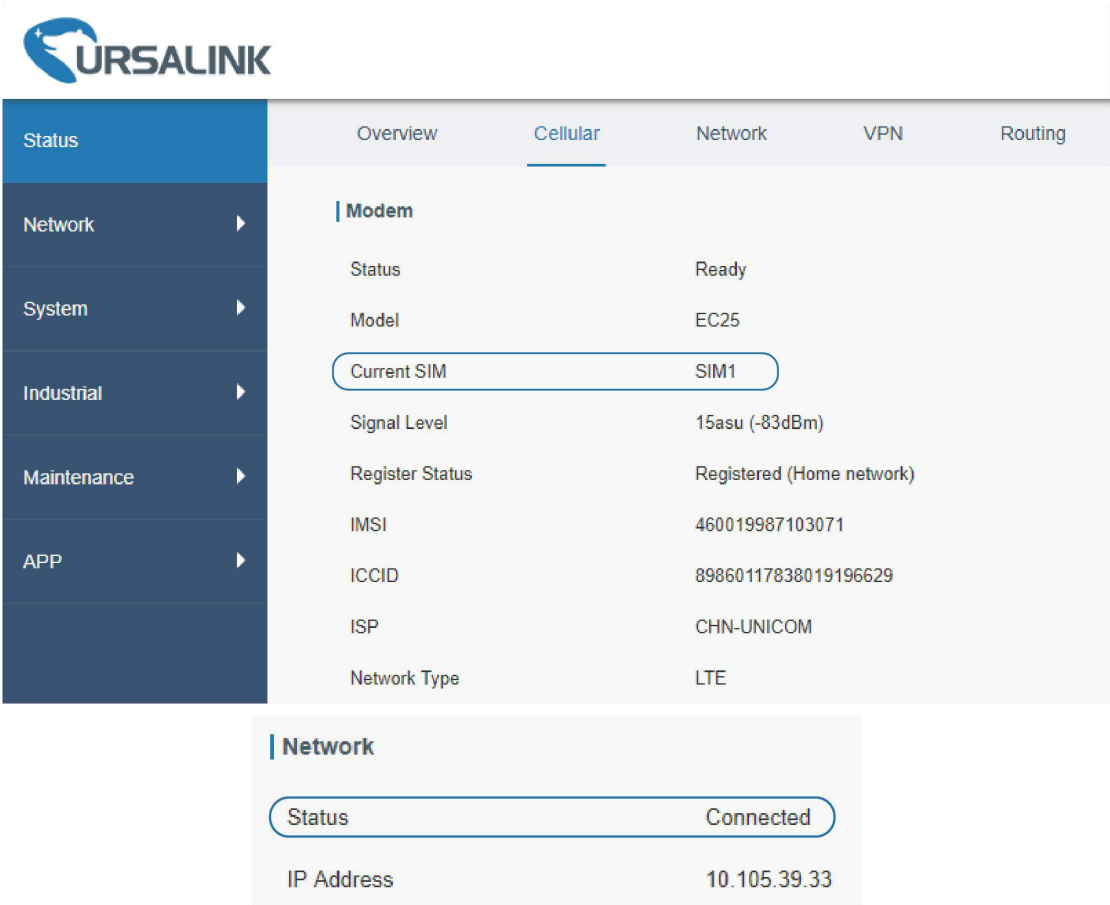 URSALINK
Status
Network
System
Industrial
Maintenance
APP
Overview Cellular Network VPN Routing
Modem
Status Ready
Model EC25
Current SIM SIM1
Signal Level 15asu (-83dBm)
Register Status Registered (Home network)
IMSI 460019987103071
ICCID 89860117838019196629
ISP CHN-UNICOM
Network Type LTE
Network
Status Connected
IP Address 10.105.39.33